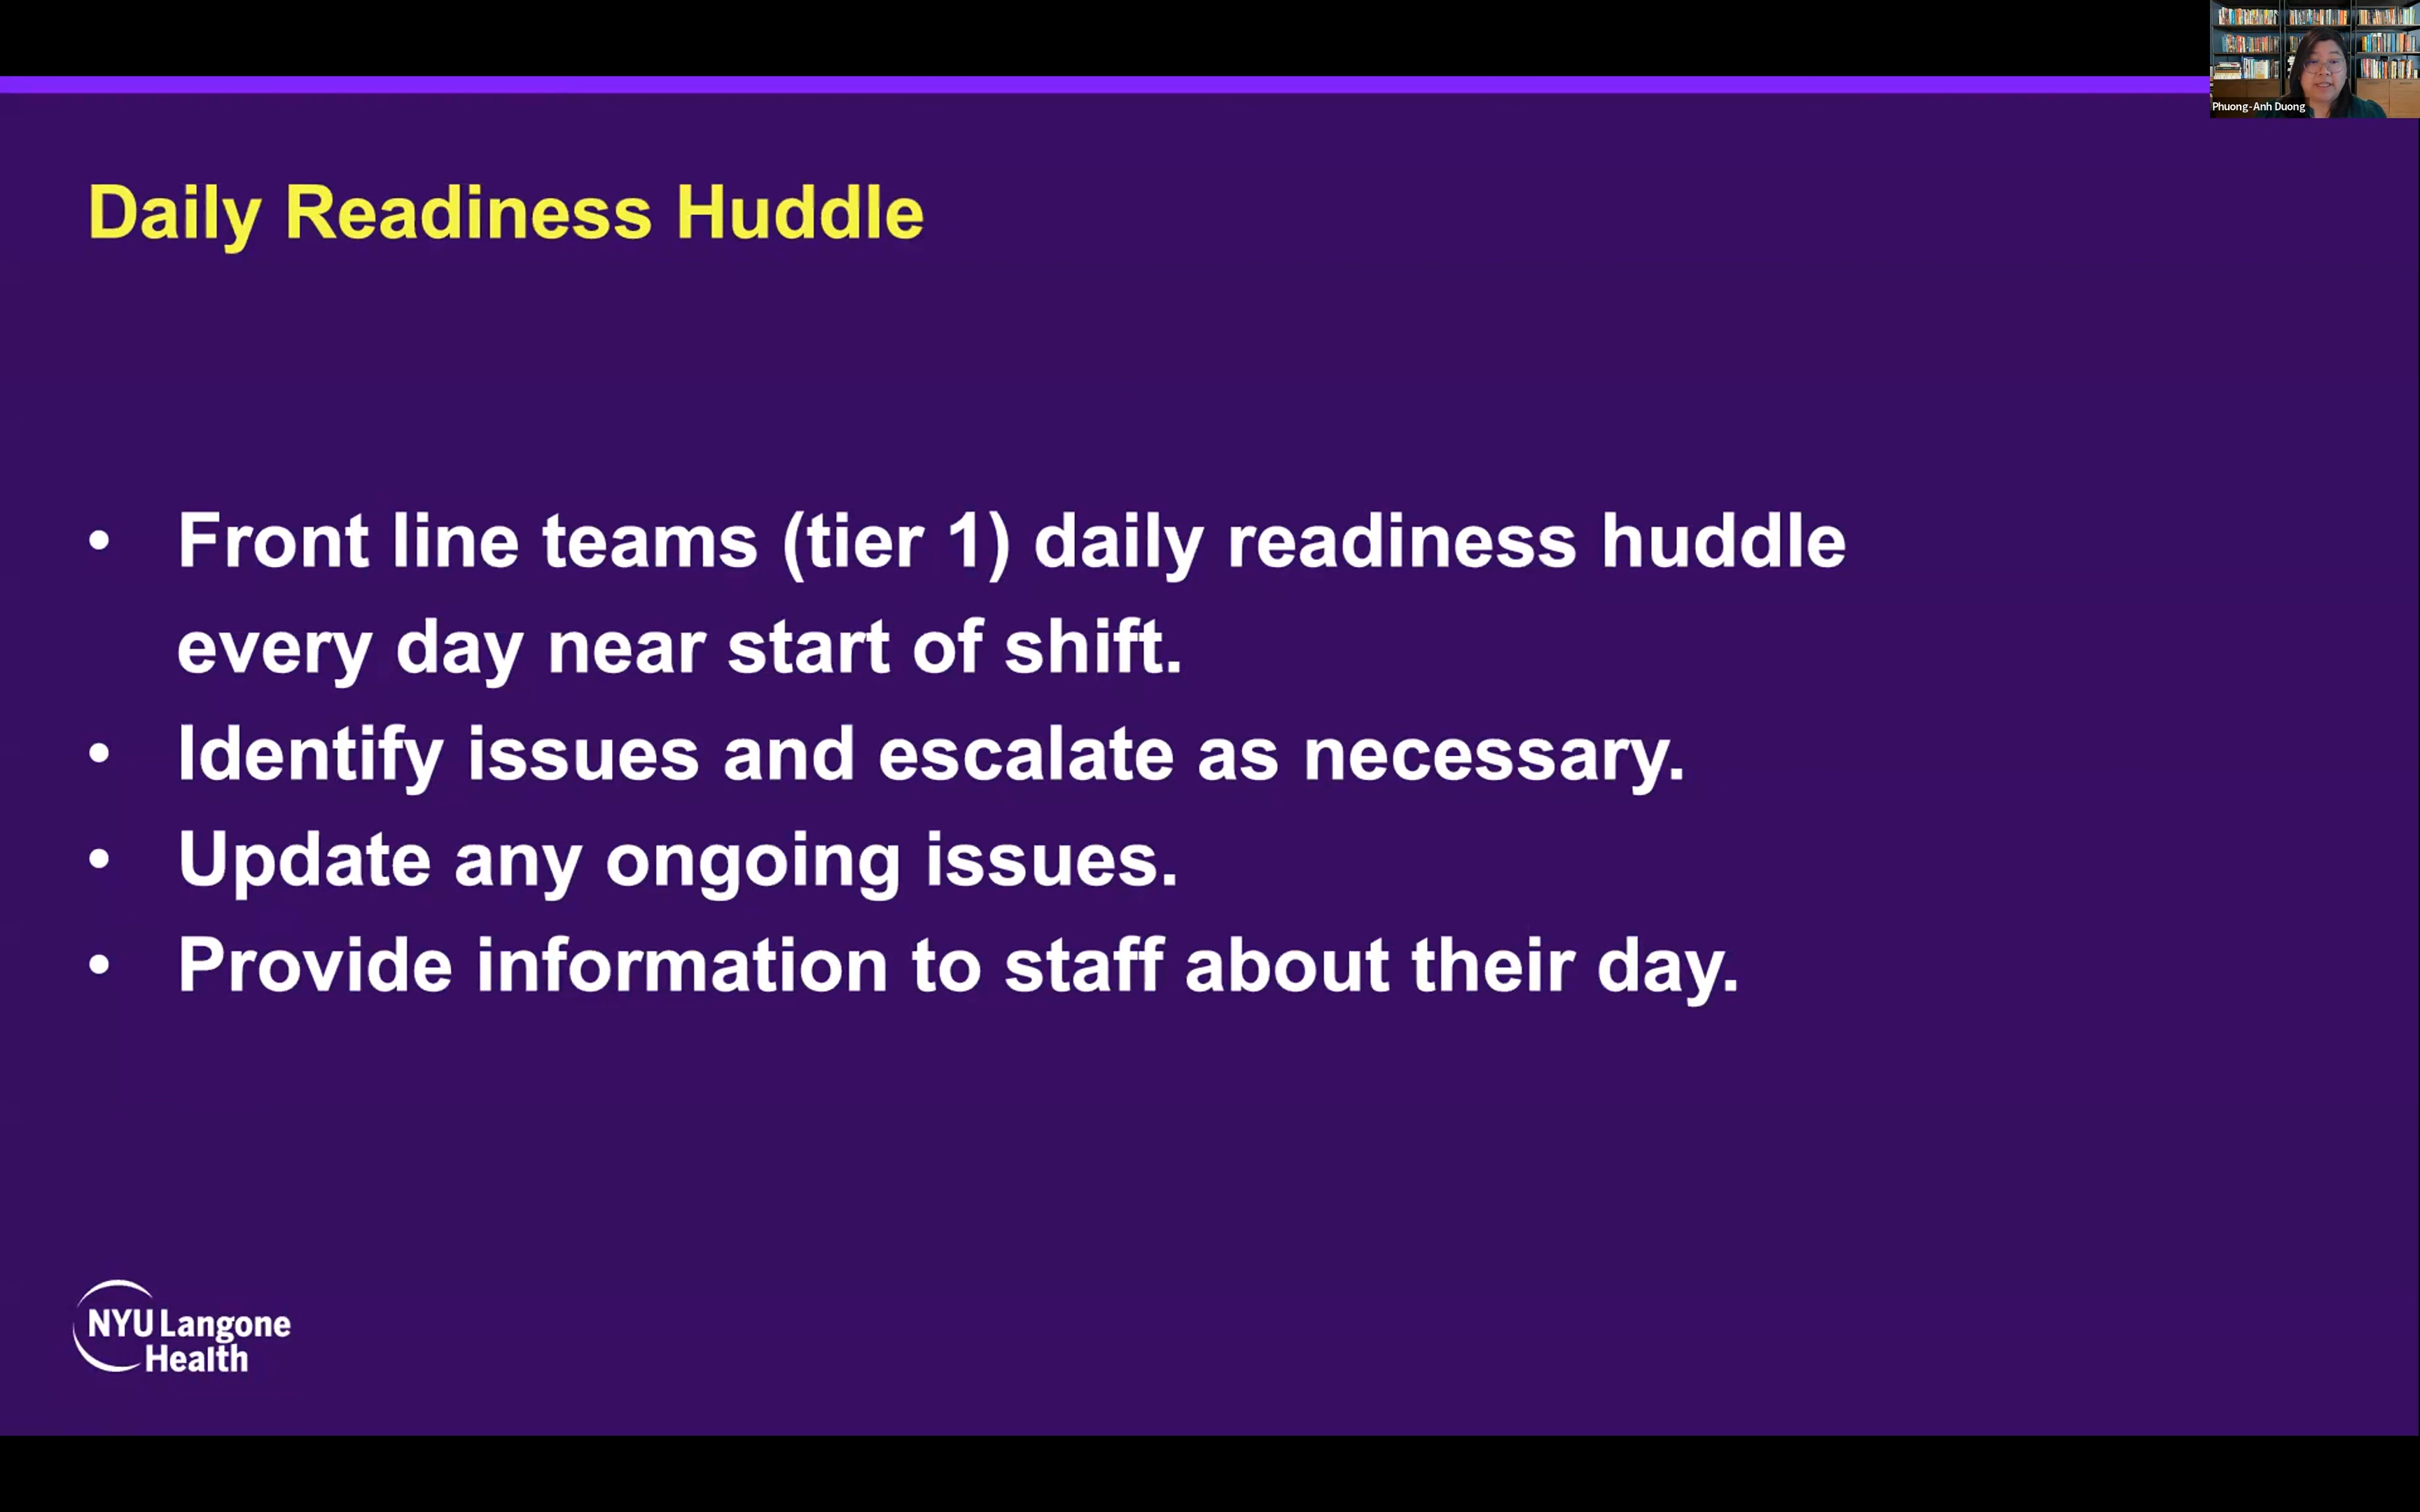 Phuong-Anh Duong
Daily Readiness Huddle
• Front line teams (tier 1) daily readiness huddle
every day near start of shift.
• Identify issues and escalate as necessary.
• Update any ongoing issues.
• Provide information to staff about their day.
NYU Langone
Health